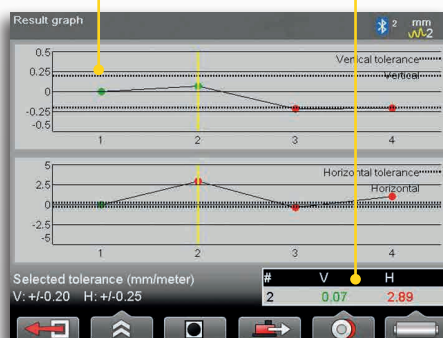 Result graph
2
mm
2
0.5
0.25
0
-0.25
-0.5
Vertical tolerance
Vertical
1 2 3 4
5
2.5
0
-2.5
-5
Horizontal tolerance
Horizontal
1 2 3 4
Selected tolerance (mm/meter)
V: +/-0.20 H: +/-0.25
# V H
2 0.07 2.89